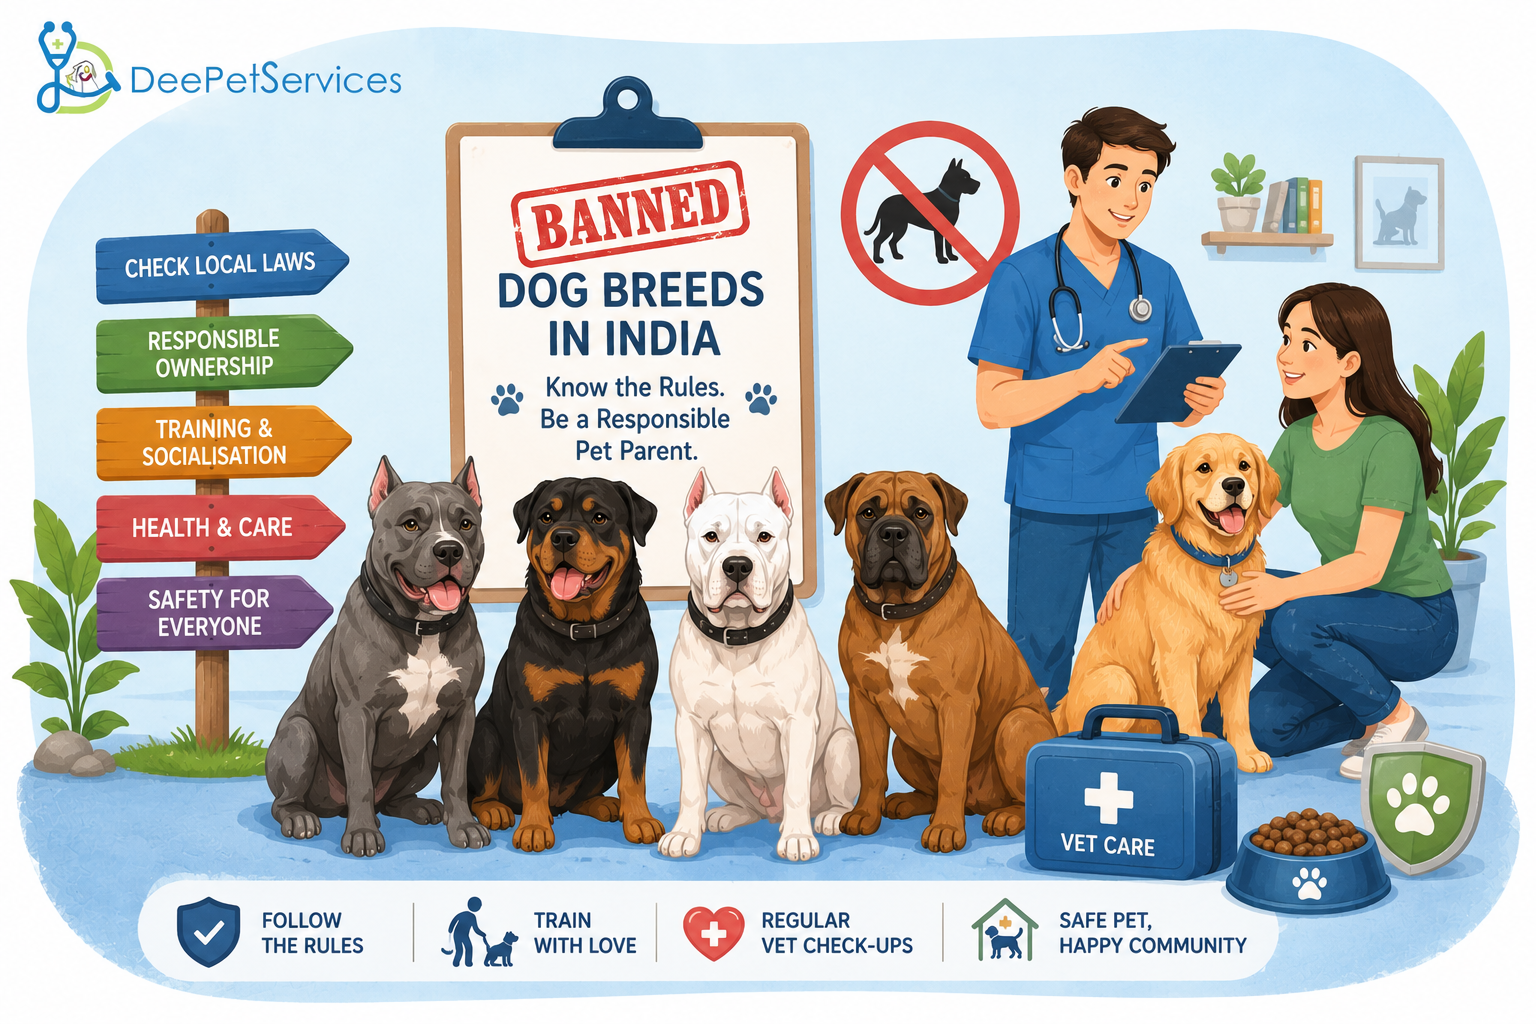 DeePetServices
BANNED
DOG BREEDS
IN INDIA
Know the Rules.
Be a Responsible
Pet Parent.
CHECK LOCAL LAWS
RESPONSIBLE
OWNERSHIP
TRAINING &
SOCIALISATION
HEALTH & CARE
SAFETY FOR
EVERYONE
VET CARE
FOLLOW
THE RULES
TRAIN
WITH LOVE
REGULAR
VET CHECK-UPS
SAFE PET,
HAPPY COMMUNITY